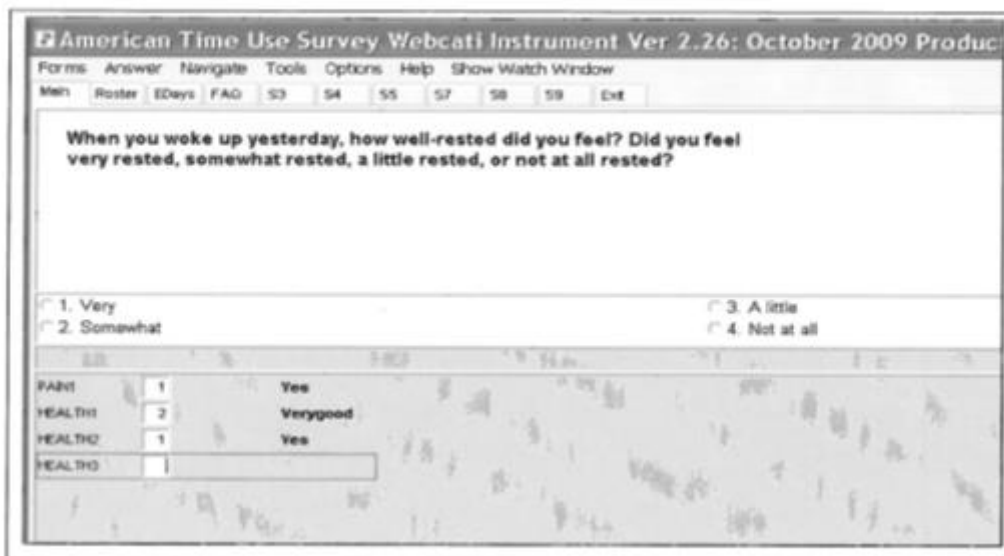 American Time Use Survey Webcati Instrument Ver 2.26: October 2009 Produc
Forms Answer Navigate Tools Options Help Show Watch Window
Main Roster EDays FAQ S3 S4 S5 S7 S8 S9 Exit
When you woke up yesterday, how well-rested did you feel? Did you feel
very rested, somewhat rested, a little rested, or not at all rested?
1. Very 3. A little
2. Somewhat 4. Not at all
PAIN1 1 Yes
HEALTH1 2 Verygood
HEALTH2 1 Yes
HEALTH3